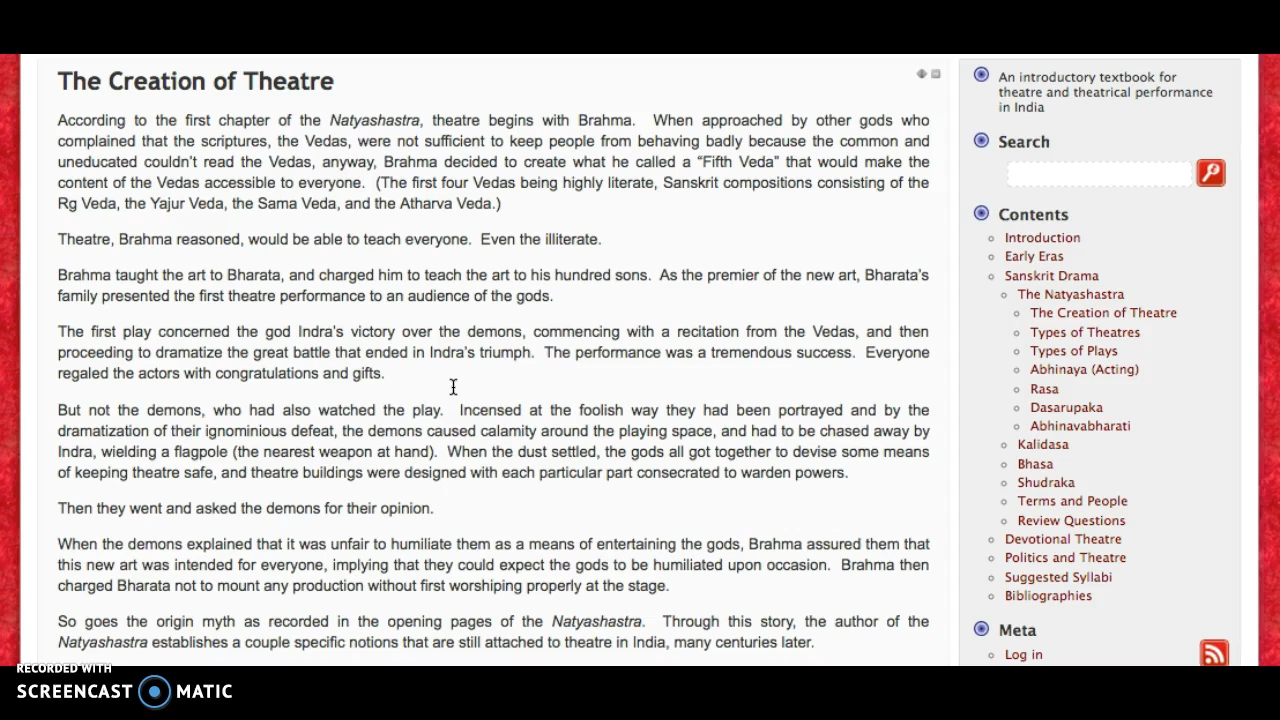 The Creation of Theatre
According to the first chapter of the Natyashastra, theatre begins with Brahma. When approached by other gods who
complained that the scriptures, the Vedas, were not sufficient to keep people from behaving badly because the common and
uneducated couldn't read the Vedas, anyway, Brahma decided to create what he called a “Fifth Veda” that would make the
content of the Vedas accessible to everyone. (The first four Vedas being highly literate, Sanskrit compositions consisting of the
Rg Veda, the Yajur Veda, the Sama Veda, and the Atharva Veda.)
Theatre, Brahma reasoned, would be able to teach everyone. Even the illiterate.
Brahma taught the art to Bharata, and charged him to teach the art to his hundred sons. As the premier of the new art, Bharata's
family presented the first theatre performance to an audience of the gods.
The first play concerned the god Indra's victory over the demons, commencing with a recitation from the Vedas, and then
proceeding to dramatize the great battle that ended in Indra's triumph. The performance was a tremendous success. Everyone
regaled the actors with congratulations and gifts.
But not the demons, who had also watched the play. Incensed at the foolish way they had been portrayed and by the
dramatization of their ignominious defeat, the demons caused calamity around the playing space, and had to be chased away by
Indra, wielding a flagpole (the nearest weapon at hand). When the dust settled, the gods all got together to devise some means
of keeping theatre safe, and theatre buildings were designed with each particular part consecrated to warden powers.
Then they went and asked the demons for their opinion.
When the demons explained that it was unfair to humiliate them as a means of entertaining the gods, Brahma assured them that
this new art was intended for everyone, implying that they could expect the gods to be humiliated upon occasion. Brahma then
charged Bharata not to mount any production without first worshiping properly at the stage.
So goes the origin myth as recorded in the opening pages of the Natyashastra. Through this story, the author of the
Natyashastra establishes a couple specific notions that are still attached to theatre in India, many centuries later.
An introductory textbook for
theatre and theatrical performance
in India
Search
Contents
Introduction
Early Eras
Sanskrit Drama
The Natyashastra
The Creation of Theatre
Types of Theatres
Types of Plays
Abhinaya (Acting)
Rasa
Dasarupaka
Abhinavabharati
Kalidasa
Bhasa
Shudraka
Terms and People
Review Questions
Devotional Theatre
Politics and Theatre
Suggested Syllabi
Bibliographies
Meta
Log in
RECORDED WITH
SCREENCAST MATIC